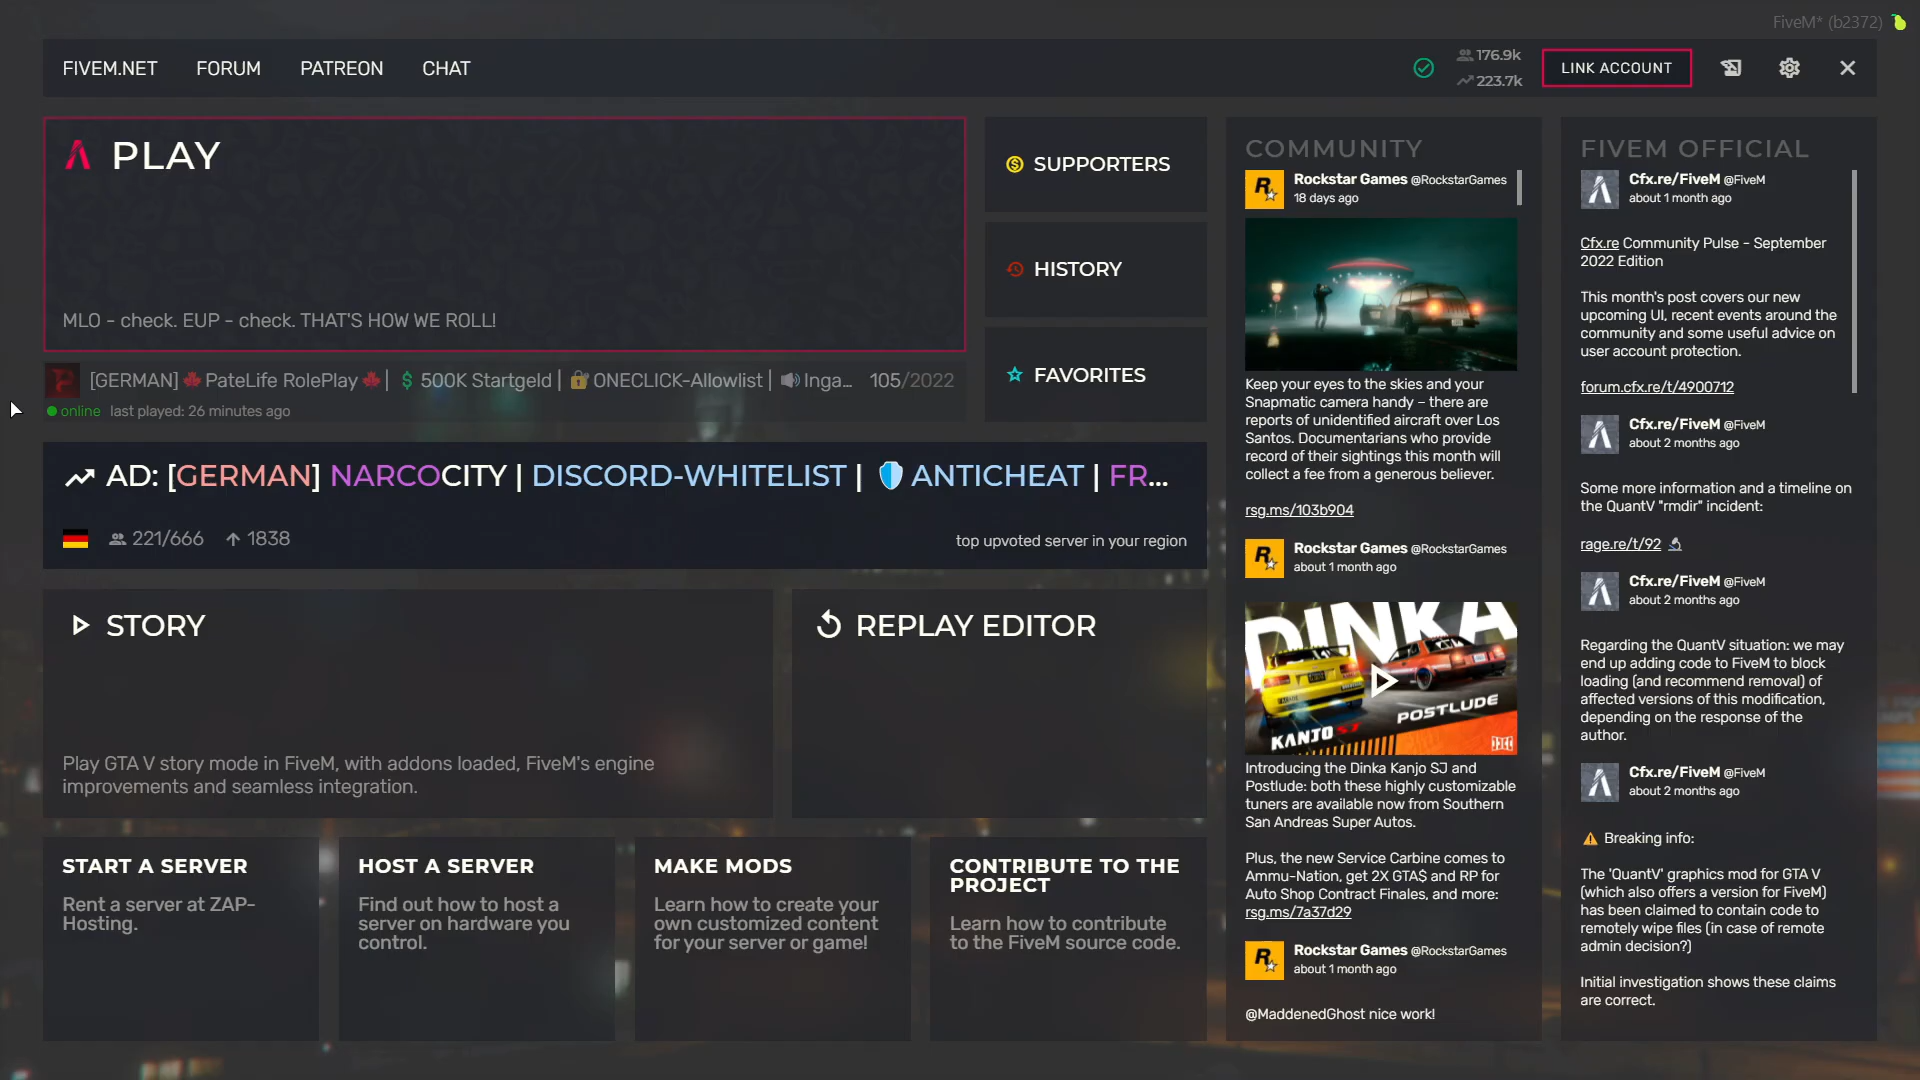 FiveM* (b2372)
FIVEM.NET
FORUM
PATREON
CHAT
176.9k
223.7k
LINK ACCOUNT
PLAY
MLO - check. EUP - check. THAT'S HOW WE ROLL!
[GERMAN] 🍁 PateLife RolePlay 🍁 | 💲 500K Startgeld | 🔐 ONECLICK-Allowlist | 🔊 Inga...
105/2022
online
last played: 26 minutes ago
SUPPORTERS
HISTORY
FAVORITES
AD: [GERMAN] NARCOCITY | DISCORD-WHITELIST | 🛡️ ANTICHEAT | FR...
221/666
1838
top upvoted server in your region
STORY
Play GTA V story mode in FiveM, with addons loaded, FiveM's engine
improvements and seamless integration.
REPLAY EDITOR
START A SERVER
Rent a server at ZAP-
Hosting.
HOST A SERVER
Find out how to host a
server on hardware you
control.
MAKE MODS
Learn how to create your
own customized content
for your server or game!
CONTRIBUTE TO THE
PROJECT
Learn how to contribute
to the FiveM source code.
COMMUNITY
Rockstar Games @RockstarGames
18 days ago
Keep your eyes to the skies and your
Snapmatic camera handy – there are
reports of unidentified aircraft over Los
Santos. Documentarians who provide
record of their sightings this month will
collect a fee from a generous believer.
rsg.ms/103b904
Rockstar Games @RockstarGames
about 1 month ago
DINKA
POSTLUDE
KANJO SJ
Introducing the Dinka Kanjo SJ and
Postlude: both these highly customizable
tuners are available now from Southern
San Andreas Super Autos.
Plus, the new Service Carbine comes to
Ammu-Nation, get 2X GTA$ and RP for
Auto Shop Contract Finales, and more:
rsg.ms/7a37d29
Rockstar Games @RockstarGames
about 1 month ago
@MaddenedGhost nice work!
FIVEM OFFICIAL
Cfx.re/FiveM @FiveM
about 1 month ago
Cfx.re Community Pulse - September
2022 Edition
This month's post covers our new
upcoming UI, recent events around the
community and some useful advice on
user account protection.
forum.cfx.re/t/4900712
Cfx.re/FiveM @FiveM
about 2 months ago
Some more information and a timeline on
the QuantV "rmdir" incident:
rage.re/t/92 🔬
Cfx.re/FiveM @FiveM
about 2 months ago
Regarding the QuantV situation: we may
end up adding code to FiveM to block
loading (and recommend removal) of
affected versions of this modification,
depending on the response of the
author.
Cfx.re/FiveM @FiveM
about 2 months ago
⚠️ Breaking info:
The 'QuantV' graphics mod for GTA V
(which also offers a version for FiveM)
has been claimed to contain code to
remotely wipe files (in case of remote
admin decision?)
Initial investigation shows these claims
are correct.